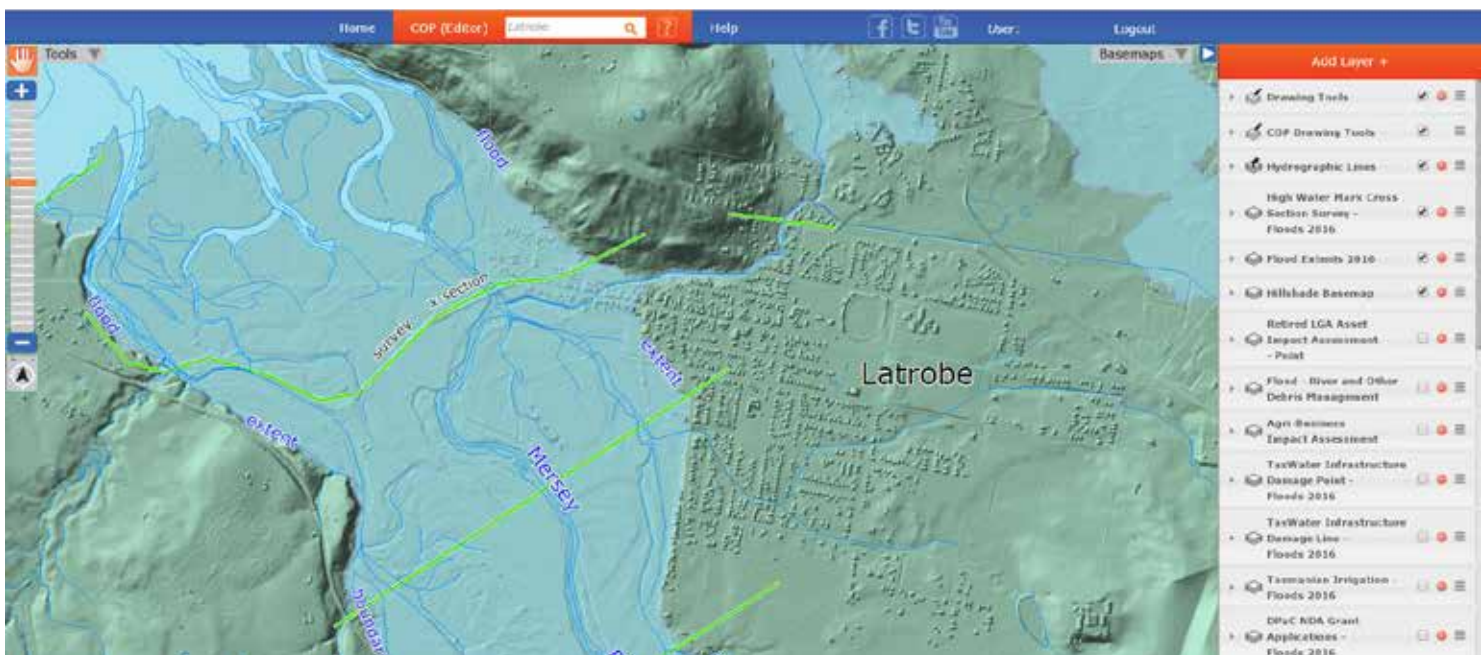 Home
COP (Editor)
Latrobe
?
Help
f
t
You
Tube
User:
Logout
Tools
Basemaps
Add Layer +
Drawing Tools
COP Drawing Tools
Hydrographic Lines
High Water Mark Cross
Section Survey -
Floods 2016
Flood Extents 2016
Hillshade Basemap
Retired LGA Asset
Impact Assessment
- Point
Flood - River and Other
Debris Management
Agri-Business
Impact Assessment
TasWater Infrastructure
Damage Point -
Floods 2016
TasWater Infrastructure
Damage Line -
Floods 2016
Tasmanian Irrigation -
Floods 2016
DPaC NDA Grant
Applications -
Floods 2016
flood
survey x section
flood
extent
extent
Latrobe
Mersey
boundar